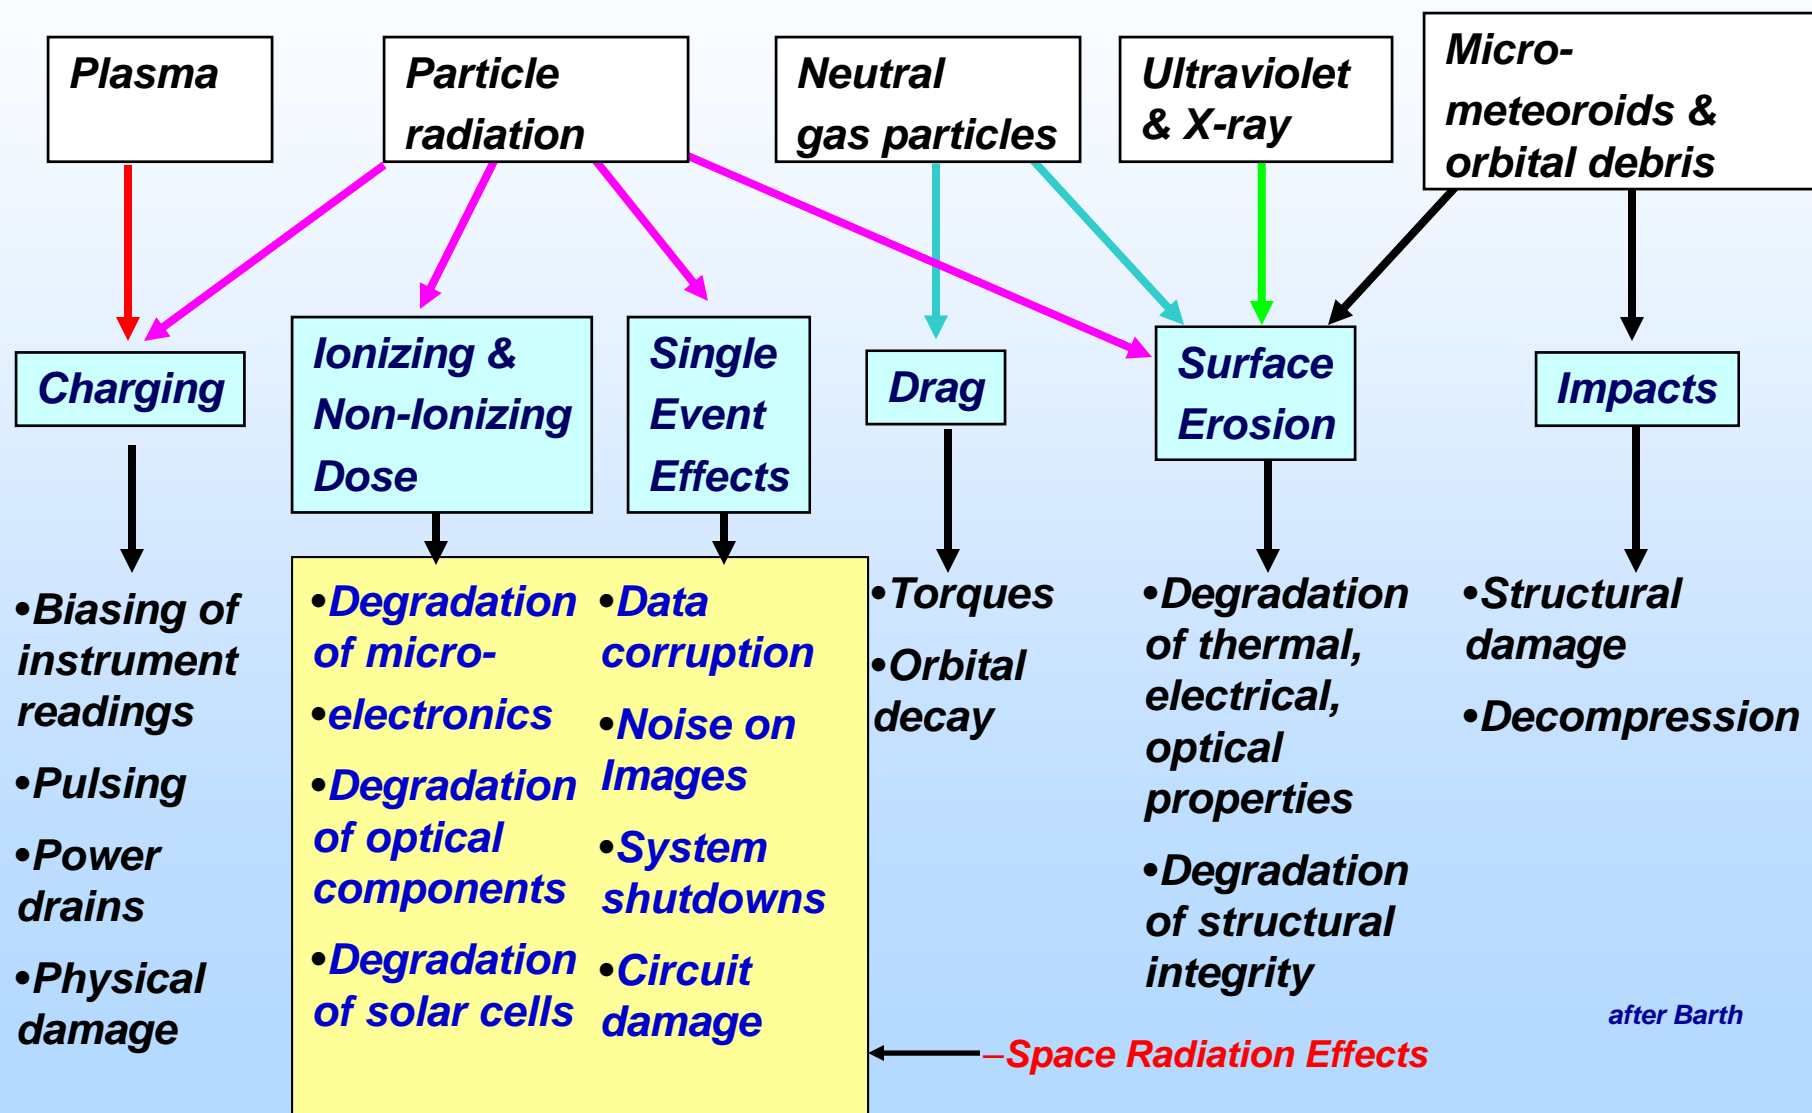 Plasma
Particle
radiation
Neutral
gas particles
Ultraviolet
& X-ray
Micro-
meteoroids &
orbital debris
Charging
Ionizing &
Non-Ionizing
Dose
Single
Event
Effects
Drag
Surface
Erosion
Impacts
•Biasing of
instrument
readings
•Pulsing
•Power
drains
•Physical
damage
•Degradation
of micro-
•electronics
•Degradation
of optical
components
•Degradation
of solar cells
•Data
corruption
•Noise on
Images
•System
shutdowns
•Circuit
damage
•Torques
•Orbital
decay
•Degradation
of thermal,
electrical,
optical
properties
•Degradation
of structural
integrity
•Structural
damage
•Decompression
after Barth
–Space Radiation Effects